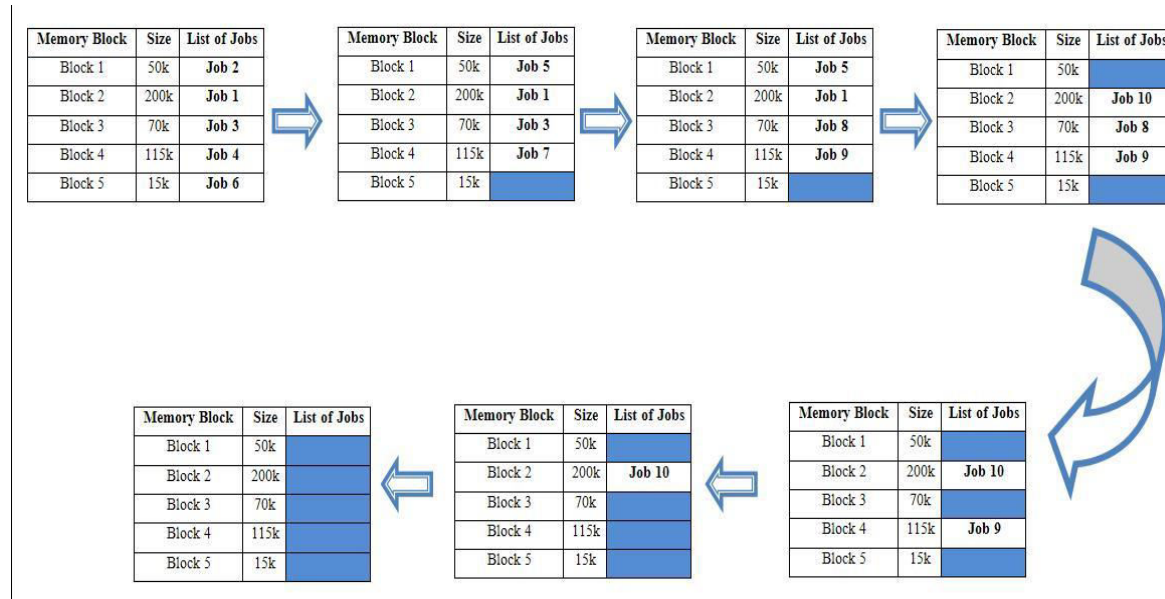 Memory Block Size List of Jobs
Block 1 50k Job 2
Block 2 200k Job 1
Block 3 70k Job 3
Block 4 115k Job 4
Block 5 15k Job 6
Memory Block Size List of Jobs
Block 1 50k Job 5
Block 2 200k Job 1
Block 3 70k Job 3
Block 4 115k Job 7
Block 5 15k
Memory Block Size List of Jobs
Block 1 50k Job 5
Block 2 200k Job 1
Block 3 70k Job 8
Block 4 115k Job 9
Block 5 15k
Memory Block Size List of Jobs
Block 1 50k
Block 2 200k Job 10
Block 3 70k Job 8
Block 4 115k Job 9
Block 5 15k
Memory Block Size List of Jobs
Block 1 50k
Block 2 200k
Block 3 70k
Block 4 115k
Block 5 15k
Memory Block Size List of Jobs
Block 1 50k
Block 2 200k Job 10
Block 3 70k
Block 4 115k
Block 5 15k
Memory Block Size List of Jobs
Block 1 50k
Block 2 200k Job 10
Block 3 70k
Block 4 115k Job 9
Block 5 15k